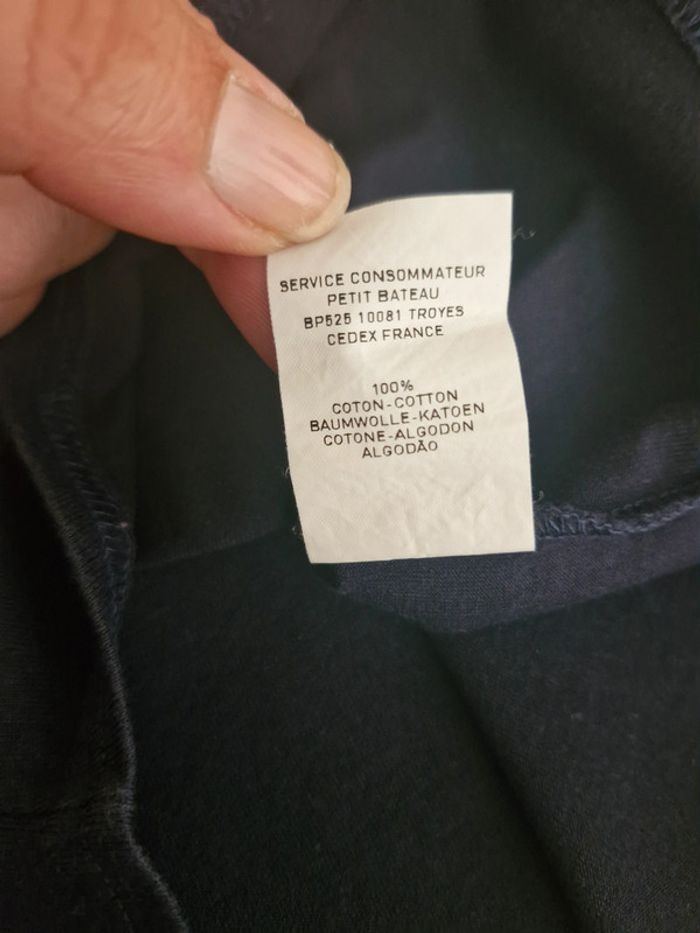 SERVICE CONSOMMATEUR
PETIT BATEAU
BP525 10081 TROYES
CEDEX FRANCE
100%
COTON-COTTON
BAUMWOLLE-KATOEN
COTONE-ALGODON
ALGODÃO